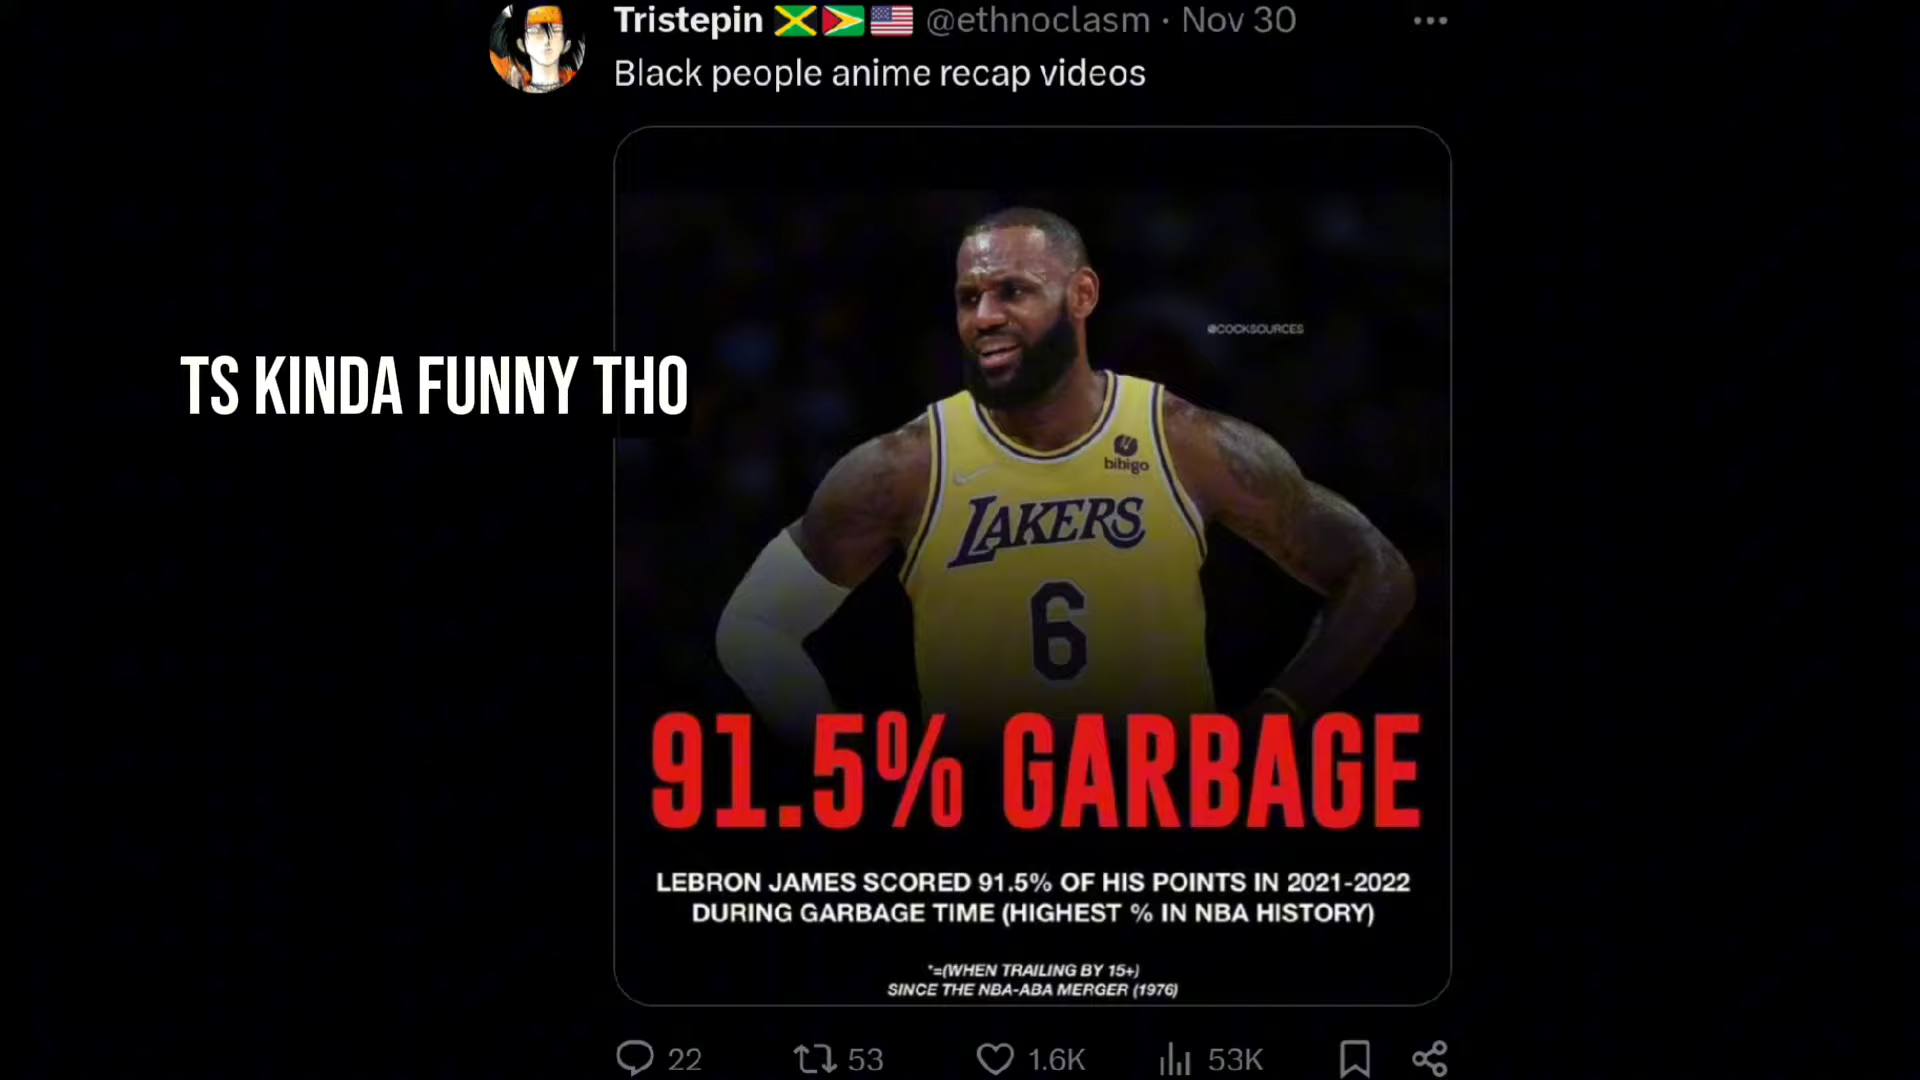 Tristepin @ethnoclasm · Nov 30
Black people anime recap videos
@COCKSOURCES
TS KINDA FUNNY THO
bibigo
LAKERS
6
91.5% GARBAGE
LEBRON JAMES SCORED 91.5% OF HIS POINTS IN 2021-2022
DURING GARBAGE TIME (HIGHEST % IN NBA HISTORY)
*=(WHEN TRAILING BY 15+)
SINCE THE NBA-ABA MERGER (1976)
22 53 1.6K 53K